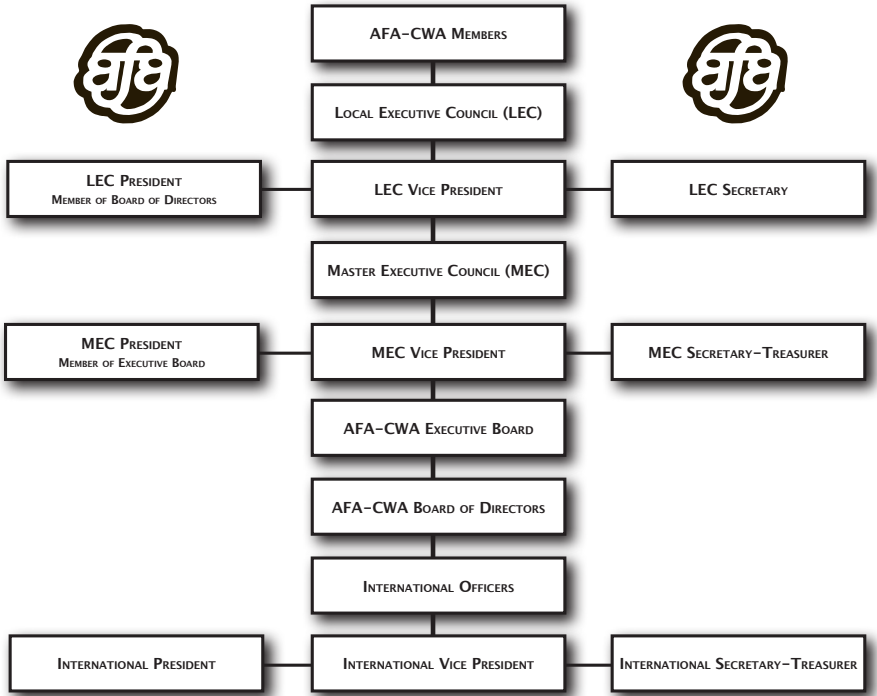 AFA-CWA Members
afa
afa
Local Executive Council (LEC)
LEC President
Member of Board of Directors
LEC Vice President
LEC Secretary
Master Executive Council (MEC)
MEC President
Member of Executive Board
MEC Vice President
MEC Secretary-Treasurer
AFA-CWA Executive Board
AFA-CWA Board of Directors
International Officers
International President
International Vice President
International Secretary-Treasurer